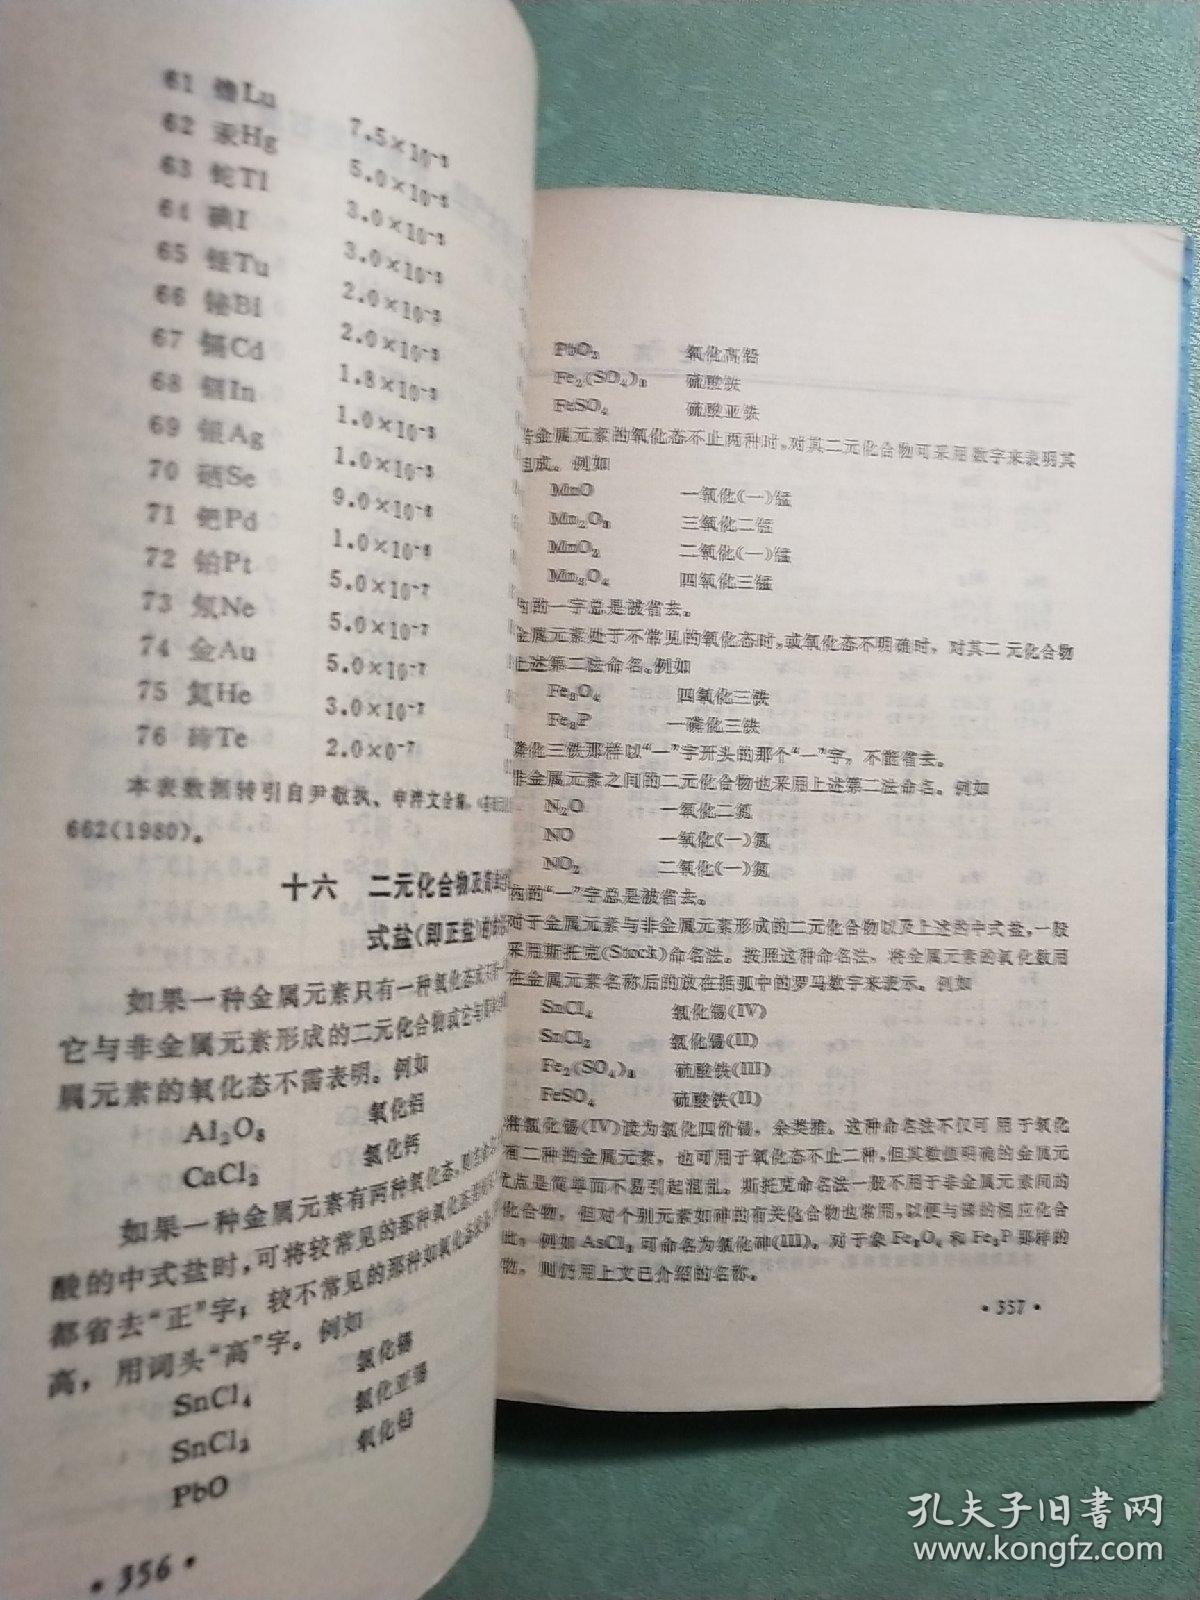 61 镥Lu 7.5×10⁻⁵
62 汞Hg 5.0×10⁻⁵
63 铊Tl 3.0×10⁻⁵
64 碘I 3.0×10⁻⁵
65 铥Tu 2.0×10⁻⁵
66 铋Bi 2.0×10⁻⁵
67 镉Cd 1.8×10⁻⁵
68 铟In 1.0×10⁻⁵
69 银Ag 1.0×10⁻⁵
70 硒Se 9.0×10⁻⁶
71 钯Pd 1.0×10⁻⁶
72 铂Pt 5.0×10⁻⁷
73 氖Ne 5.0×10⁻⁷
74 金Au 5.0×10⁻⁷
75 氦He 3.0×10⁻⁷
76 碲Te 2.0×0⁻⁷
本表数据转引自尹敬执、申泮文合编,
662(1980)。
十六 二元化合物及简单的
式盐(即正盐)的命名
如果一种金属元素只有一种氧化态
它与非金属元素形成的二元化合物或它与
属元素的氧化态不需表明。例如
Al₂O₃ 氧化铝
CaCl₂ 氯化钙
如果一种金属元素有两种氧化态,则
酸的中式盐时,可将较常见的那种氧化态
都省去“正”字;较不常见的那种如氧化态
高,用词头“高”字。例如
SnCl₄ 氯化锡
SnCl₂ 氯化亚锡
PbO 氧化铅
·356·
PbO₂ 氧化高铅
Fe₂(SO₄)₃ 硫酸铁
FeSO₄ 硫酸亚铁
若金属元素的氧化态不止两种时,对其二元化合物可采用数字来表明其
组成。例如
MnO 一氧化(一)锰
Mn₂O₃ 三氧化二锰
MnO₂ 二氧化(一)锰
Mn₃O₄ 四氧化三锰
内的一字总是被省去。
金属元素处于不常见的氧化态时,或氧化态不明确时,对其二元化合物
上述第二法命名。例如
Fe₃O₄ 四氧化三铁
Fe₃P 一磷化三铁
磷化三铁那样以“一”字开头的那个“一”字,不能省去。
非金属元素之间的二元化合物也采用上述第二法命名。例如
N₂O 一氧化二氮
NO 一氧化(一)氮
NO₂ 二氧化(一)氮
内的“一”字总是被省去。
对于金属元素与非金属元素形成的二元化合物以及上述的中式盐,一般
采用斯托克(Stock)命名法。按照这种命名法,将金属元素的氧化数用
在金属元素名称后的放在括弧中的罗马数字来表示。例如
SnCl₄ 氯化锡(IV)
SnCl₂ 氯化锡(II)
Fe₂(SO₄)₃ 硫酸铁(III)
FeSO₄ 硫酸铁(II)
将氯化锡(IV)读为氯化四价锡,余类推。这种命名法不仅可用于氧化
有二种的金属元素,也可用于氧化态不止二种,但其数值明确的金属元
优点是简单而不易引起混乱。斯托克命名法一般不用于非金属元素间的
化合物,但对个别元素如砷的有关化合物也常用,以便与锑的相应化合
此。例如AsCl₃可命名为氯化砷(III)。对于象Fe₃O₄和Fe₃P那样的
物,则仍用上文已介绍的名称。
·357·
孔夫子旧书网
www.kongfz.com